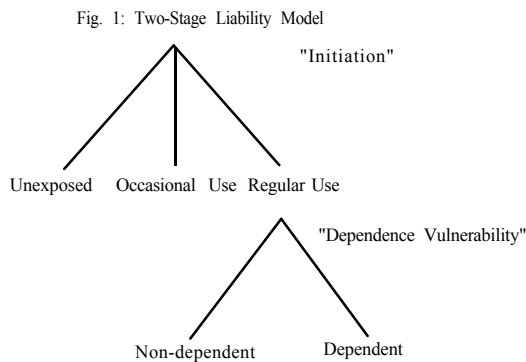 Fig. 1: Two-Stage Liability Model
"Initiation"
Unexposed Occasional Use Regular Use
"Dependence Vulnerability"
Non-dependent Dependent